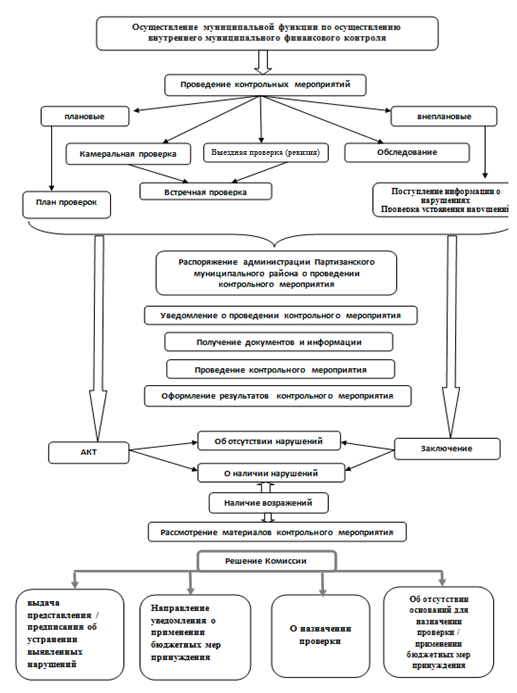 Осуществление муниципальной функции по осуществлению
внутреннего муниципального финансового контроля
Проведение контрольных мероприятий
плановые
внеплановые
Камеральная проверка
Выездная проверка (ревизия)
Обследование
Встречная проверка
План проверок
Поступление информации о
нарушениях
Проверка устранения нарушений
Распоряжение администрации Партизанского
муниципального района о проведении
контрольного мероприятия
Уведомление о проведении контрольного мероприятия
Получение документов и информации
Проведение контрольного мероприятия
Оформление результатов контрольного мероприятия
АКТ
Об отсутствии нарушений
Заключение
О наличии нарушений
Наличие возражений
Рассмотрение материалов контрольного мероприятия
Решение Комиссии
выдача
представления /
предписания об
устранении
выявленных
нарушений
Направление
уведомления о
применении
бюджетных мер
принуждения
О назначении
проверки
Об отсутствии
оснований для
назначении
проверки /
применении
бюджетных мер
принуждения